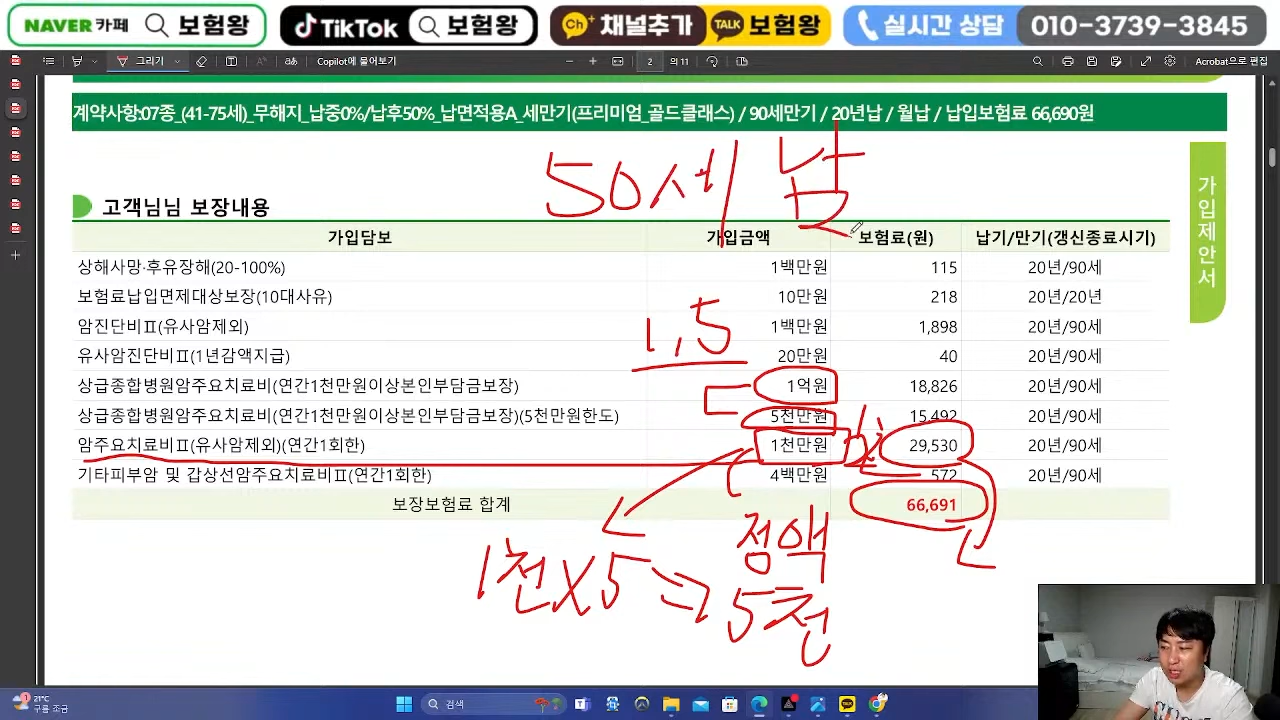 NAVER 카페 보험왕 TikTok 보험왕 Ch+ 채널추가 TALK 보험왕 실시간 상담 010-3739-3845
그리기 Copilot에 물어보기 2 의 11 Acrobat으로 편집
계약사항:07종_(41-75세)_무해지_납중0%/납후50%_납면적용A_세만기(프리미엄_골드클래스) / 90세만기 / 20년납 / 월납 / 납입보험료 66,690원
50세 남
가입제안서
고객님님 보장내용
가입담보 가입금액 보험료(원) 납기/만기(갱신종료시기)
상해사망·후유장해(20-100%) 1백만원 115 20년/90세
보험료납입면제대상보장(10대사유) 10만원 218 20년/20년
암진단비Ⅱ(유사암제외) 1백만원 1,898 20년/90세
1,5
유사암진단비Ⅱ(1년감액지급) 20만원 40 20년/90세
상급종합병원암주요치료비(연간1천만원이상본인부담금보장) 1억원 18,826 20년/90세
상급종합병원암주요치료비(연간1천만원이상본인부담금보장)(5천만원한도) 5천만원 15,492 20년/90세
암주요치료비Ⅱ(유사암제외)(연간1회한) 1천만원 29,530 20년/90세
기타피부암 및 갑상선암주요치료비Ⅱ(연간1회한) 4백만원 572 20년/90세
보장보험료 합계 66,691
정액
1천X5 => 5천
21°C
구름 조금
검색